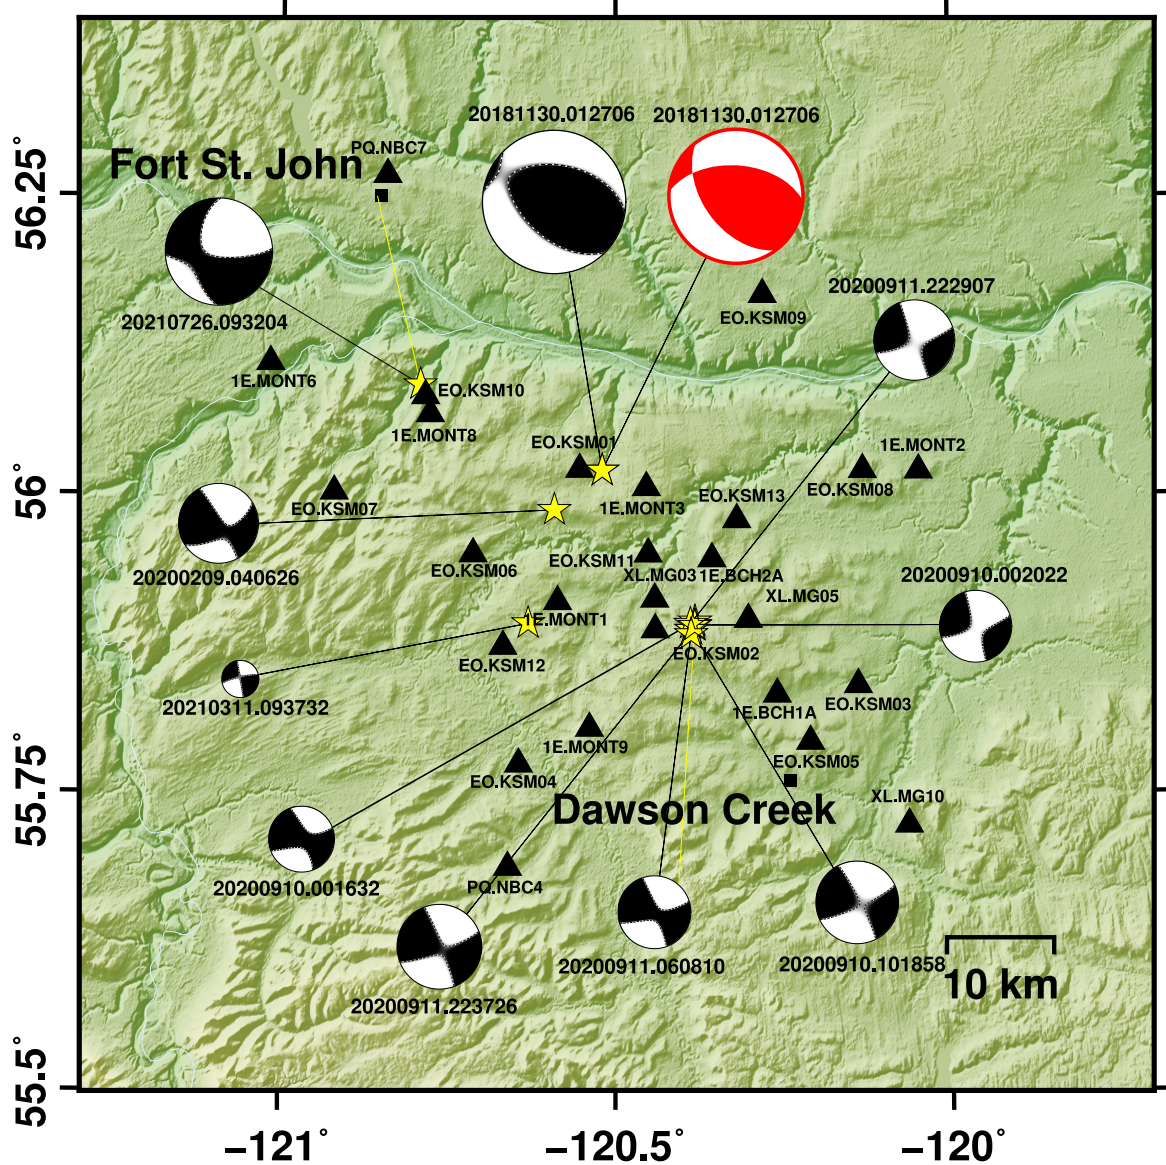 20181130.012706
20181130.012706
PQ.NBC7
Fort St. John
56.25°
20200911.222907
EO.KSM09
20210726.093204
1E.MONT6
EO.KSM10
1E.MONT8
EO.KSM01
1E.MONT2
56°
EO.KSM08
EO.KSM13
1E.MONT3
EO.KSM07
EO.KSM11
EO.KSM06
XL.MG03
1E.BCH2A
20200910.002022
20200209.040626
XL.MG05
1E.MONT1
EO.KSM02
EO.KSM12
EO.KSM03
20210311.093732
1E.BCH1A
1E.MONT9
EO.KSM05
EO.KSM04
55.75°
XL.MG10
Dawson Creek
20200910.001632
PQ.NBC4
20200911.060810
20200910.101858
10 km
20200911.223726
55.5°
−121°
−120.5°
−120°